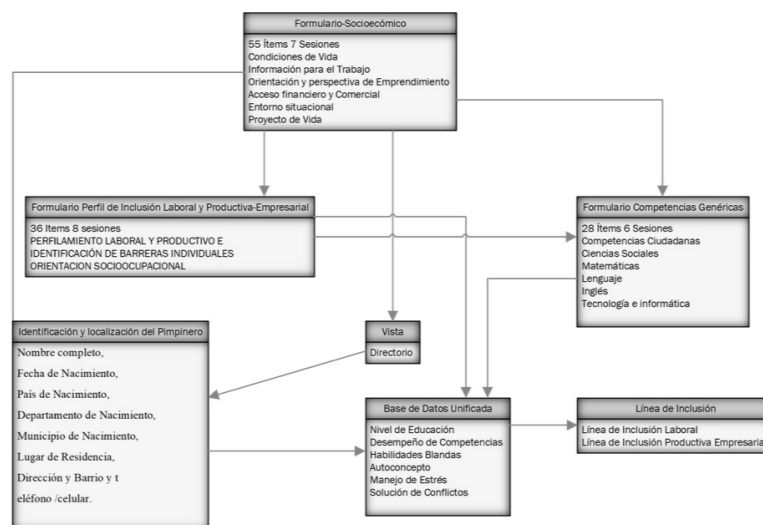 Formulario-Socioecómico
55 Ítems 7 Sesiones
Condiciones de Vida
Información para el Trabajo
Orientación y perspectiva de Emprendimiento
Acceso financiero y Comercial
Entorno situacional
Proyecto de Vida
Formulario Perfil de Inclusión Laboral y Productiva-Empresarial
36 Items 8 sesiones
PERFILAMIENTO LABORAL Y PRODUCTIVO E
IDENTIFICACIÓN DE BARRERAS INDIVIDUALES
ORIENTACION SOCIOOCUPACIONAL
Formulario Competencias Genéricas
28 Ítems 6 Sesiones
Competencias Ciudadanas
Ciencias Sociales
Matemáticas
Lenguaje
Inglés
Tecnología e informática
Identificación y localización del Pimpinero
Nombre completo,
Fecha de Nacimiento,
País de Nacimiento,
Departamento de Nacimiento,
Municipio de Nacimiento,
Lugar de Residencia,
Dirección y Barrio y t
eléfono /celular.
Vista
Directorio
Base de Datos Unificada
Nivel de Educación
Desempeño de Competencias
Habilidades Blandas
Autoconcepto
Manejo de Estrés
Solución de Conflictos
Línea de Inclusión
Línea de Inclusión Laboral
Línea de Inclusión Productiva Empresaria